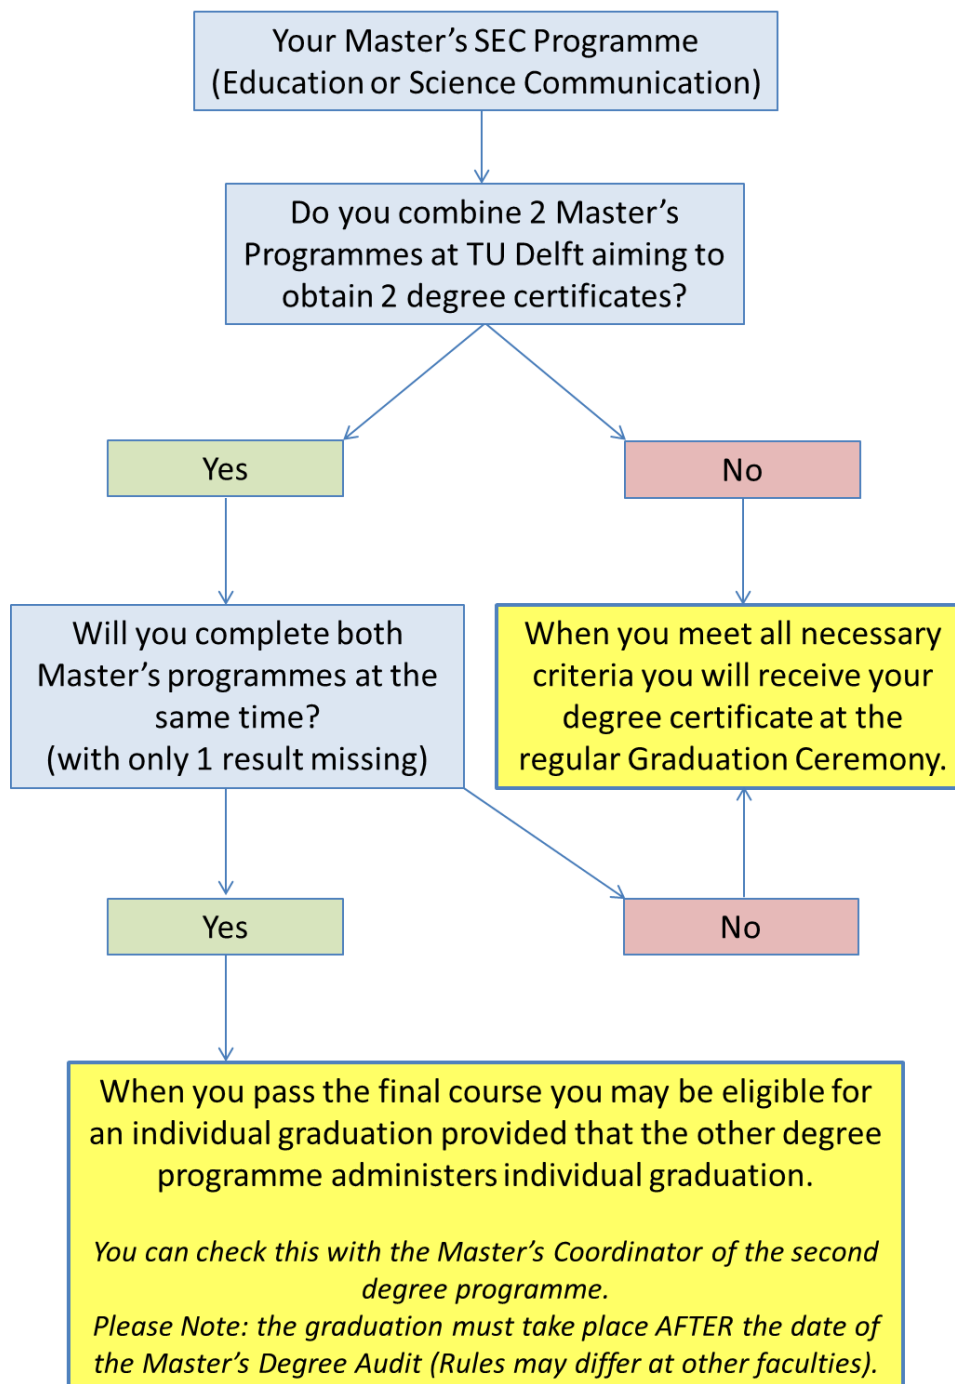 Your Master’s SEC Programme
(Education or Science Communication)
Do you combine 2 Master’s
Programmes at TU Delft aiming to
obtain 2 degree certificates?
Yes
No
Will you complete both
Master’s programmes at the
same time?
(with only 1 result missing)
When you meet all necessary
criteria you will receive your
degree certificate at the
regular Graduation Ceremony.
Yes
No
When you pass the final course you may be eligible for
an individual graduation provided that the other degree
programme administers individual graduation.
You can check this with the Master’s Coordinator of the second
degree programme.
Please Note: the graduation must take place AFTER the date of
the Master’s Degree Audit (Rules may differ at other faculties).